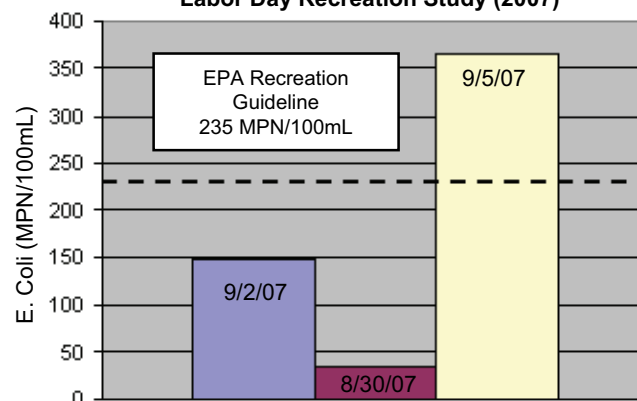 Labor Day Recreation Study (2007)
400
350
300
250
200
150
100
50
0
E. Coli (MPN/100mL)
EPA Recreation
Guideline
235 MPN/100mL
9/2/07
8/30/07
9/5/07